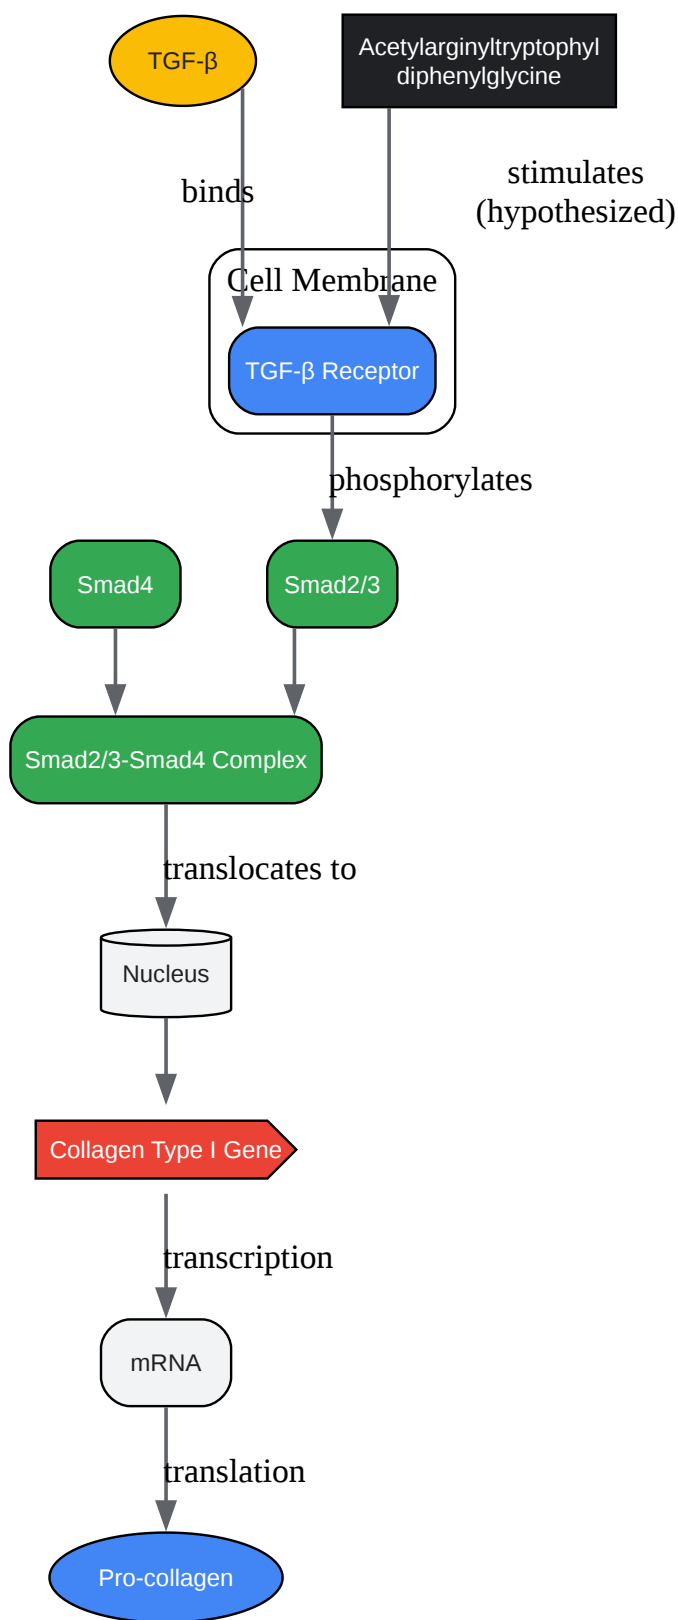 TGF-β
Acetylarginyltryptophyl
diphenylglycine
binds
stimulates
(hypothesized)
Cell Membrane
TGF-β Receptor
phosphorylates
Smad4
Smad2/3
Smad2/3-Smad4 Complex
translocates to
Nucleus
Collagen Type I Gene
transcription
mRNA
translation
Pro-collagen